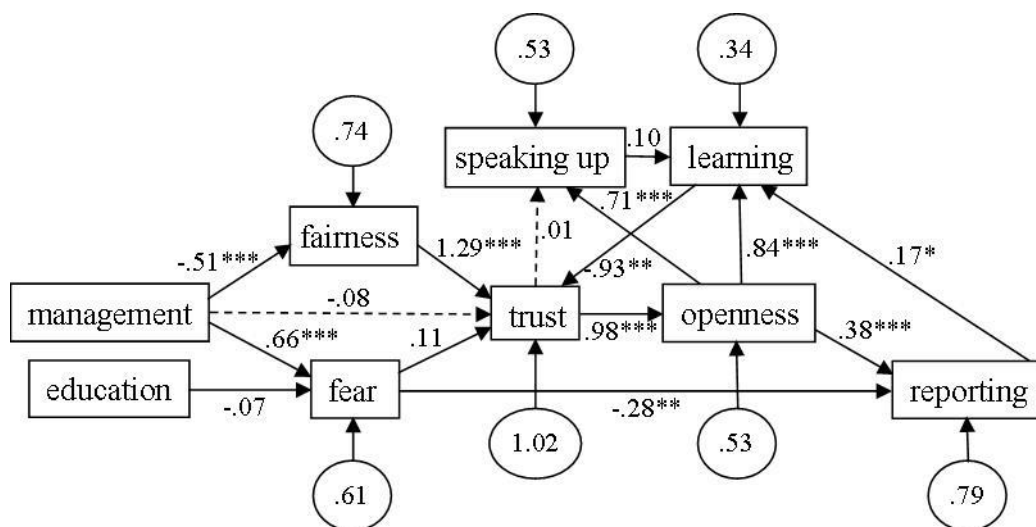 .53
.34
.74
speaking up
.10
learning
fairness
.71***
-.51***
1.29***
.01
-.93**
.84***
.17*
management
-.08
trust
openness
.66***
.11
.98***
.38***
education
-.07
fear
-.28**
reporting
.61
1.02
.53
.79